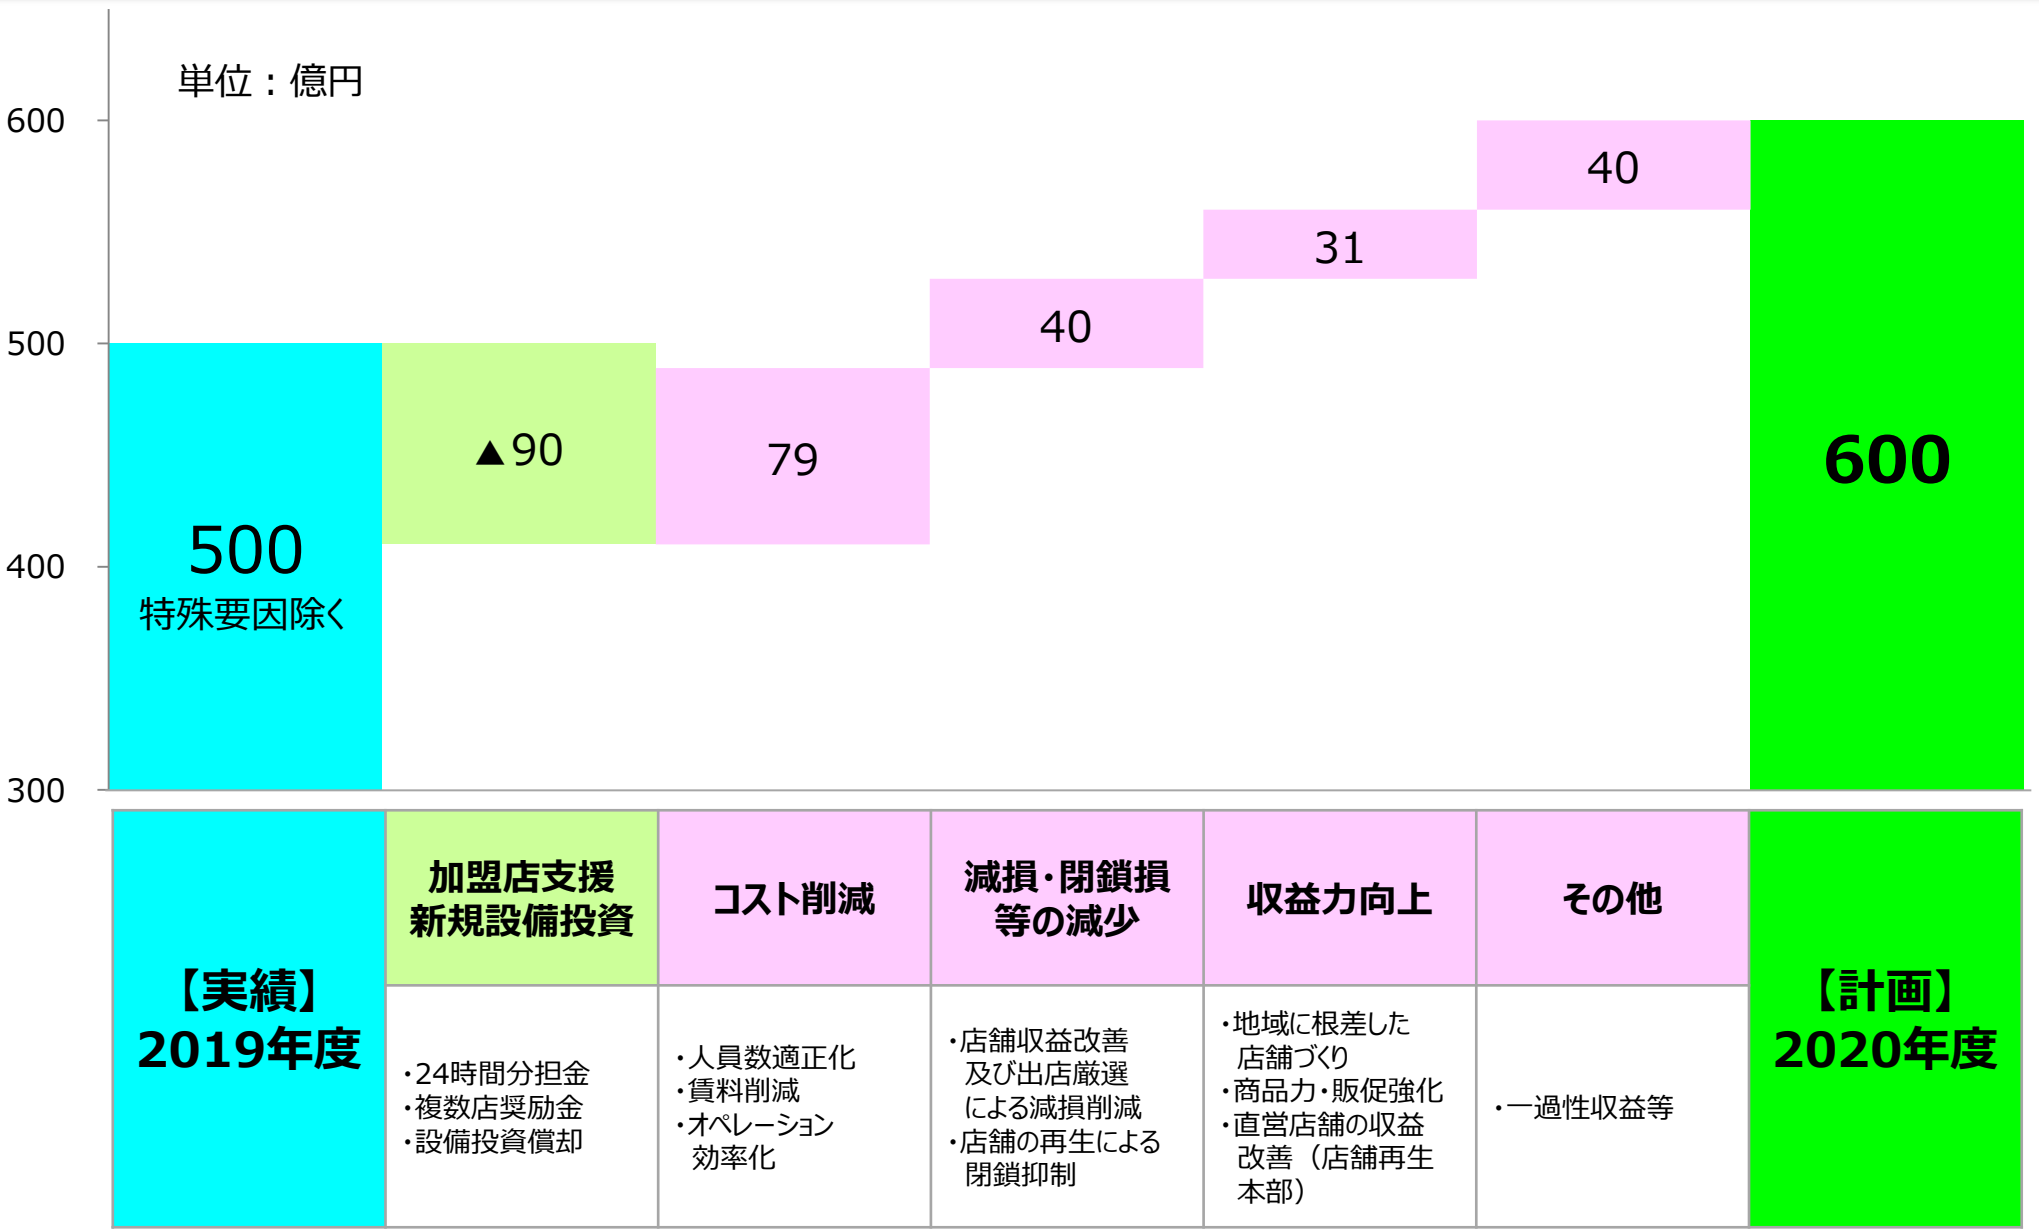 単位：億円
600
500
400
300
500
特殊要因除く
▲90
79
40
31
40
600
【実績】
2019年度
加盟店支援
新規設備投資
・24時間分担金
・複数店奨励金
・設備投資償却
コスト削減
・人員数適正化
・賃料削減
・オペレーション
効率化
減損・閉鎖損
等の減少
・店舗収益改善
及び出店厳選
による減損削減
・店舗の再生による
閉鎖抑制
収益力向上
・地域に根差した
店舗づくり
・商品力・販促強化
・直営店舗の収益
改善（店舗再生
本部）
その他
・一過性収益等
【計画】
2020年度